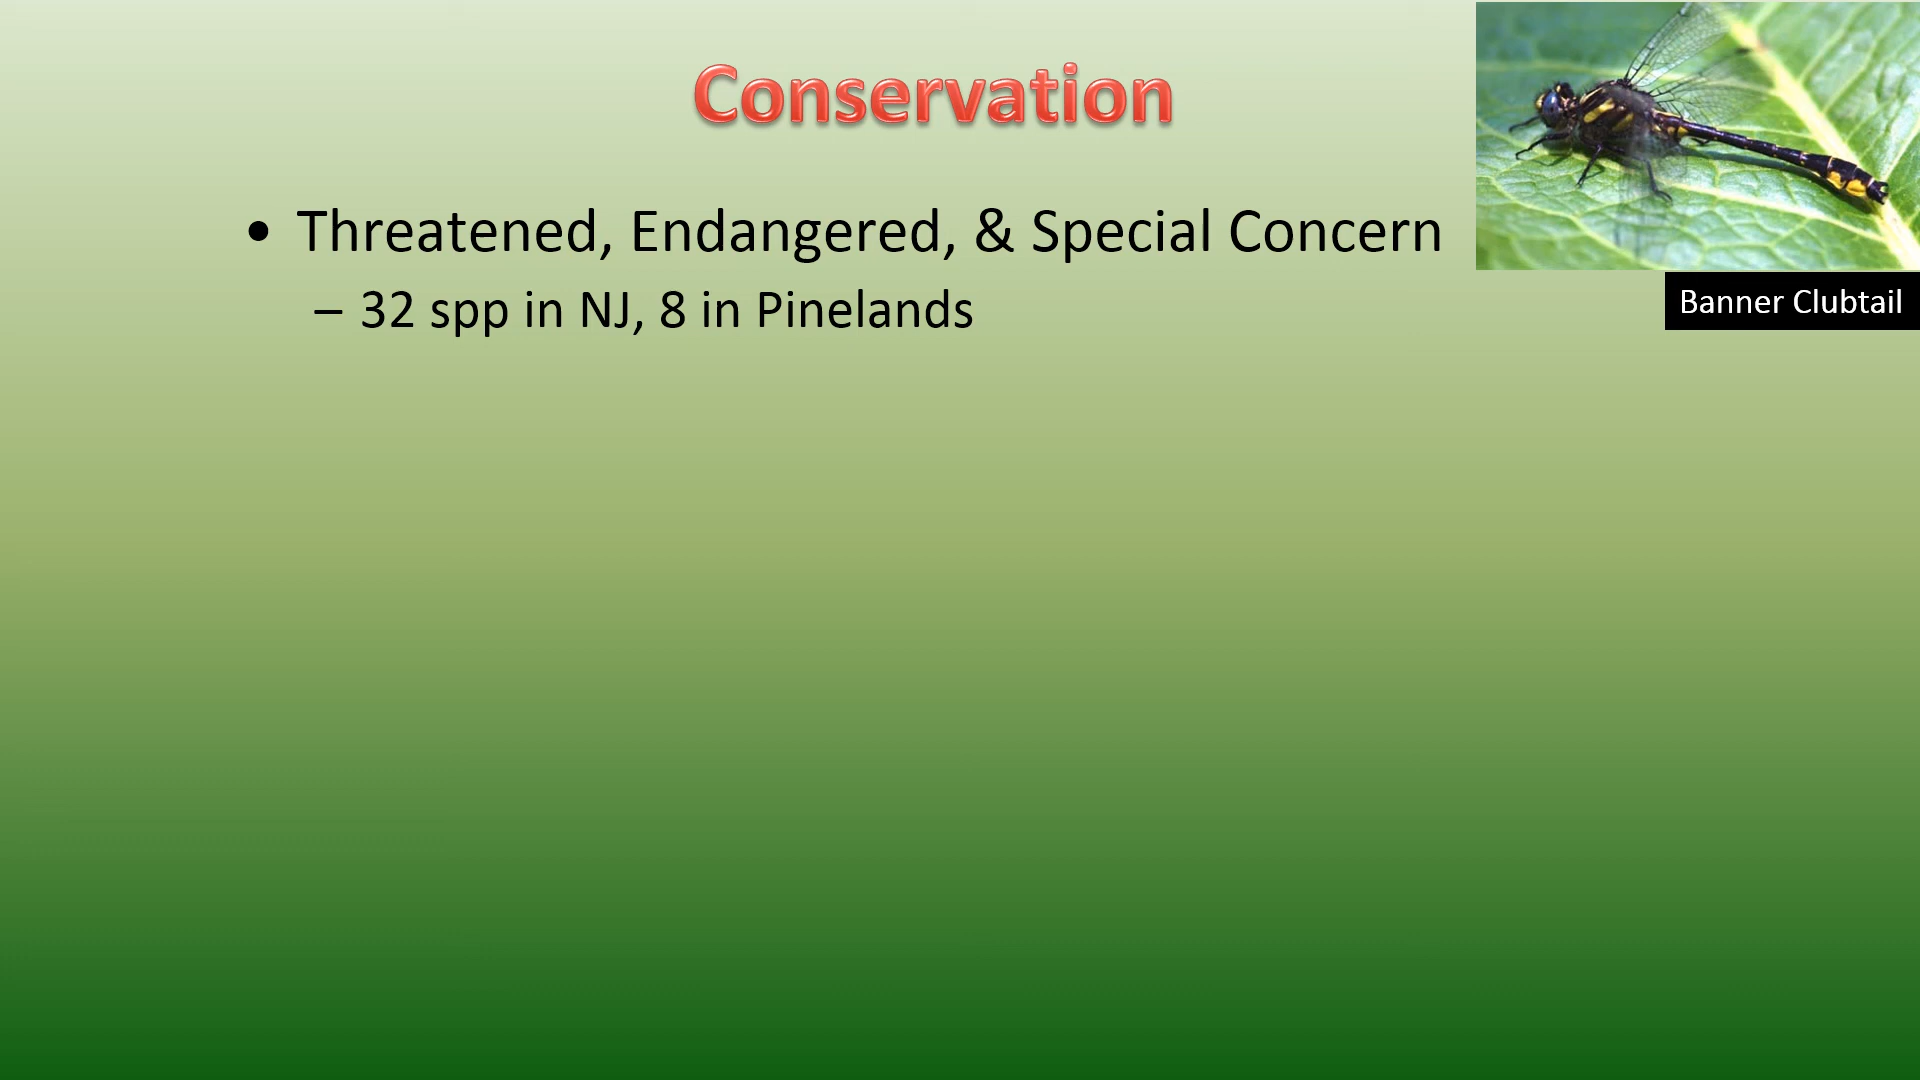 Conservation
• Threatened, Endangered, & Special Concern
– 32 spp in NJ, 8 in Pinelands
Banner Clubtail